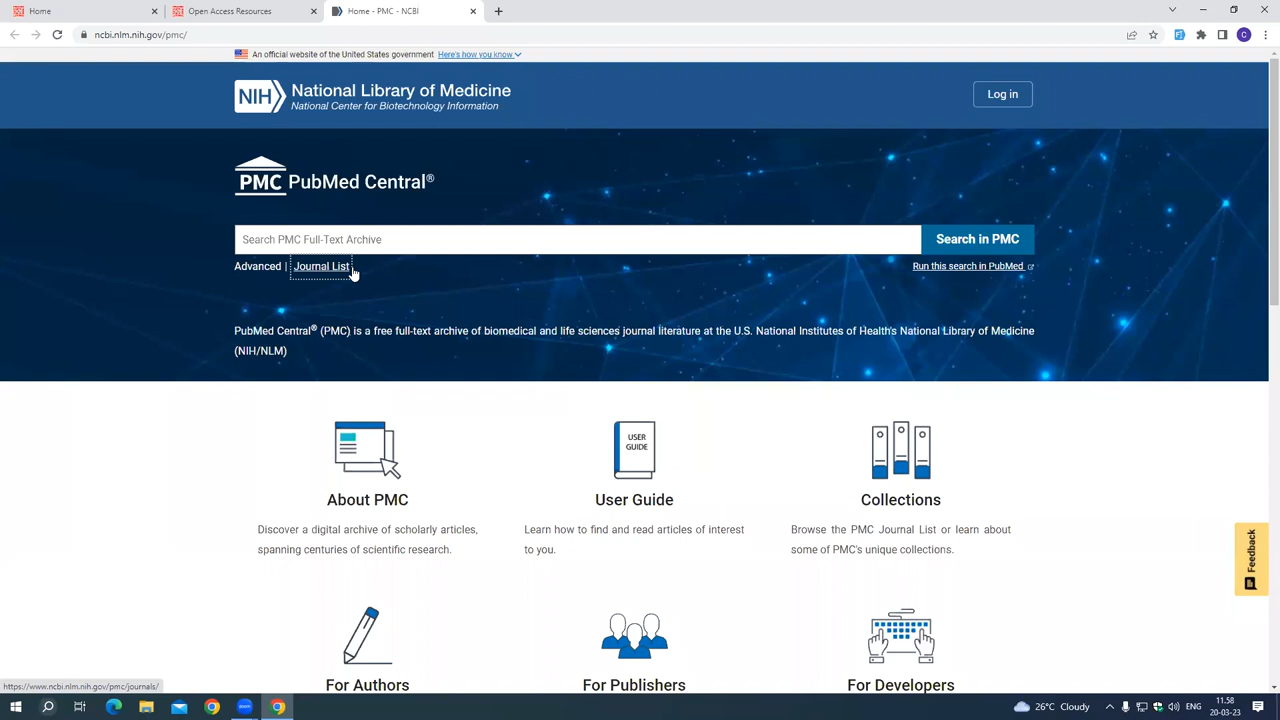 Home
Open Access Resources
Home - PMC - NCBI
ncbi.nlm.nih.gov/pmc/
C
An official website of the United States government Here's how you know
NIH National Library of Medicine
National Center for Biotechnology Information
Log in
PMC PubMed Central®
Search PMC Full-Text Archive
Search in PMC
Advanced | Journal List
Run this search in PubMed
PubMed Central® (PMC) is a free full-text archive of biomedical and life sciences journal literature at the U.S. National Institutes of Health's National Library of Medicine
(NIH/NLM)
USER
GUIDE
About PMC
User Guide
Collections
Discover a digital archive of scholarly articles,
spanning centuries of scientific research.
Learn how to find and read articles of interest
to you.
Browse the PMC Journal List or learn about
some of PMC's unique collections.
Feedback
For Authors
For Publishers
For Developers
https://www.ncbi.nlm.nih.gov/pmc/journals/
zoom
26°C Cloudy
ENG
11.58
20-03-23